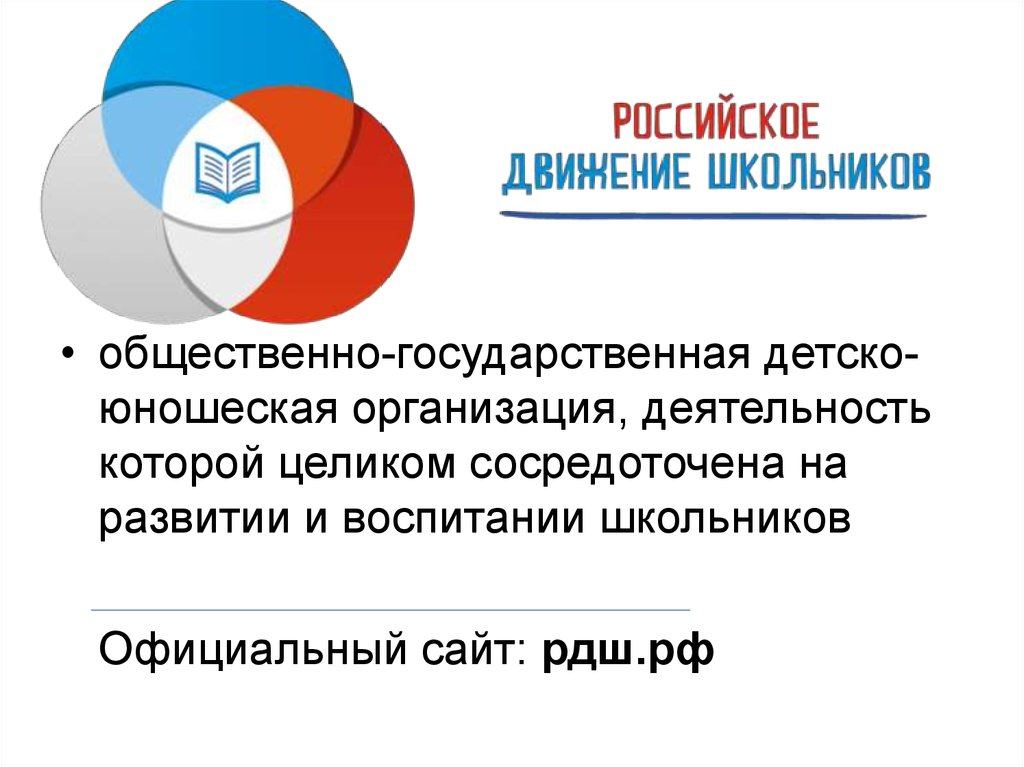 РОССИЙСКОЕ
ДВИЖЕНИЕ ШКОЛЬНИКОВ
• общественно-государственная детско-
юношеская организация, деятельность
которой целиком сосредоточена на
развитии и воспитании школьников
Официальный сайт: рдш.рф